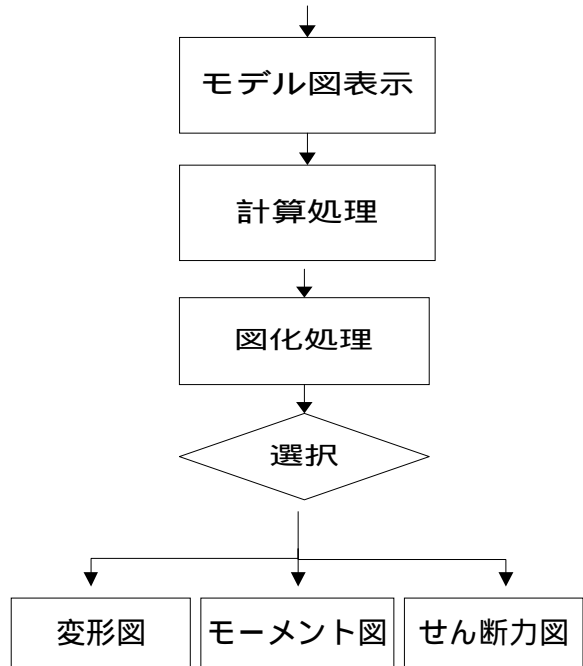 モデル図表示
計算処理
図化処理
選択
変形図
モーメント図
せん断力図